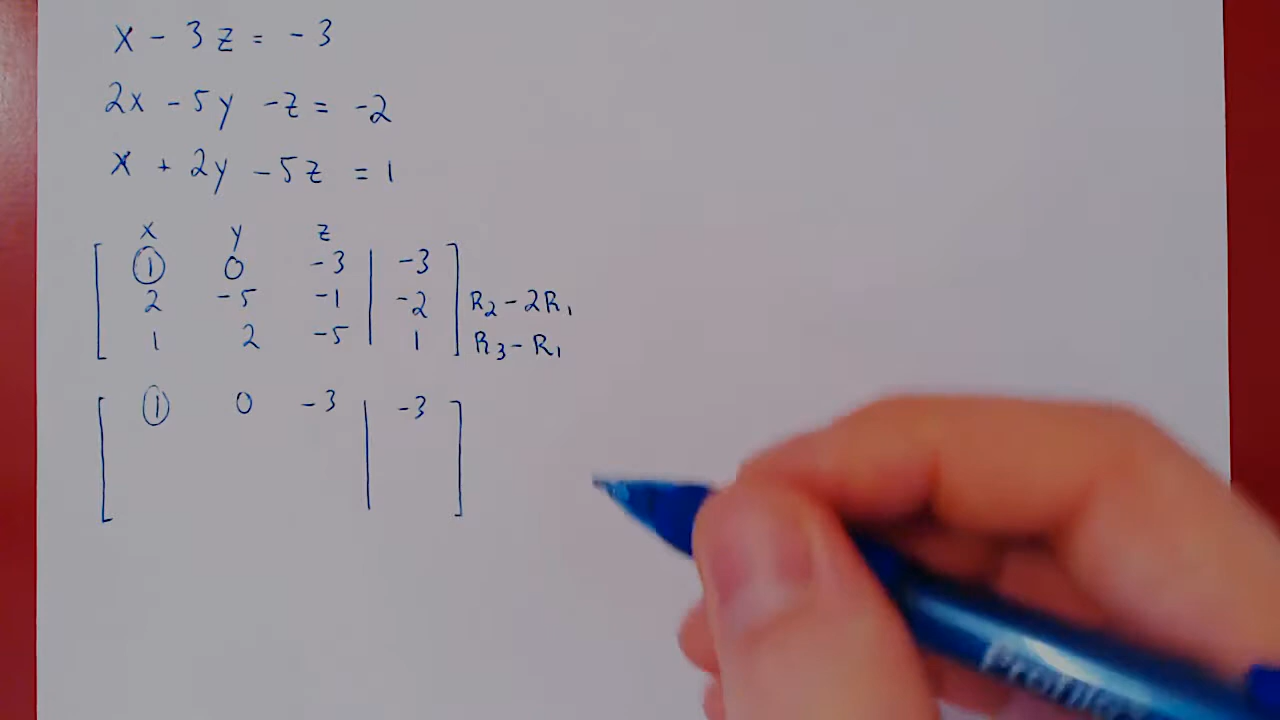 x - 3z = -3
2x - 5y - z = -2
x + 2y - 5z = 1
x y z
1 0 -3 | -3
2 -5 -1 | -2 R₂ - 2R₁
1 2 -5 | 1 R₃ - R₁
1 0 -3 | -3